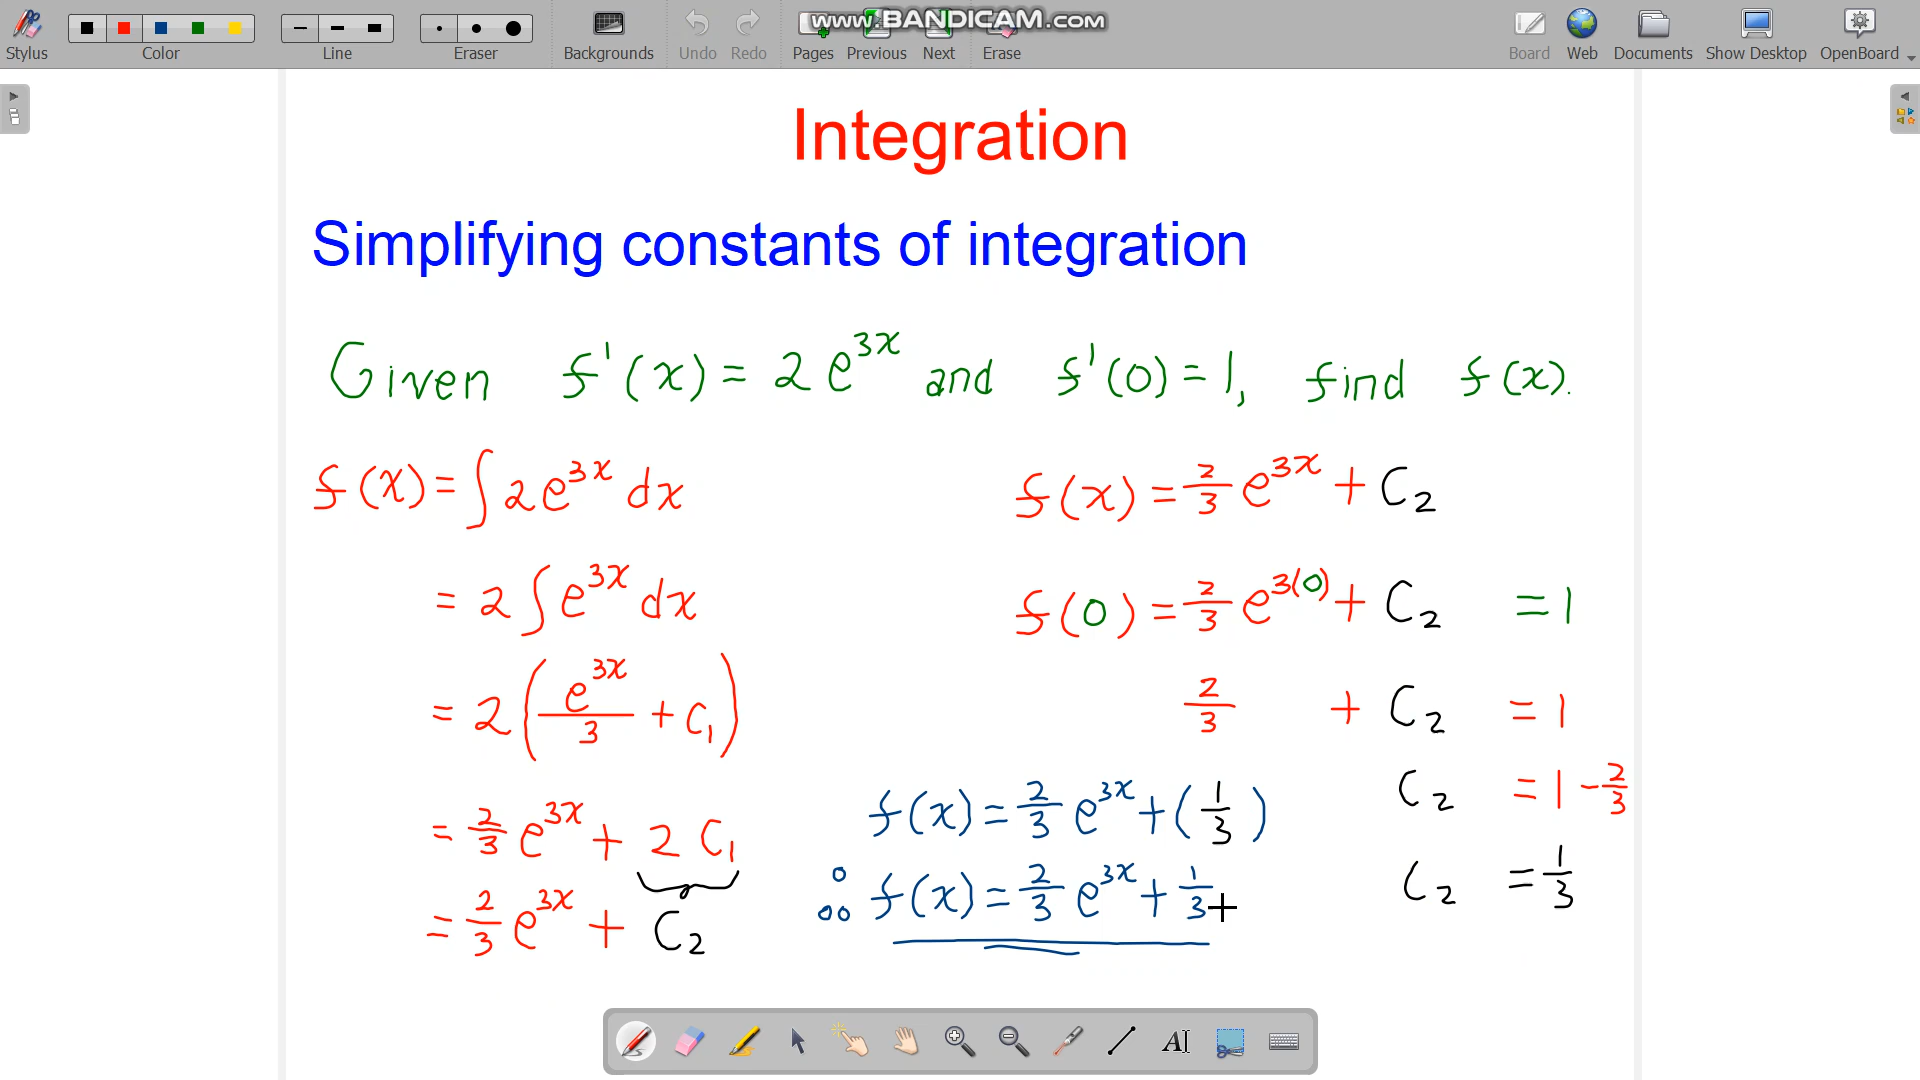 www.BANDICAM.com
Stylus Color Line Eraser Backgrounds Undo Redo Pages Previous Next Erase Board Web Documents Show Desktop OpenBoard
Integration
Simplifying constants of integration
Given f'(x) = 2e^{3x} and f'(0) = 1, find f(x).
f(x) = ∫ 2e^{3x} dx
= 2 ∫ e^{3x} dx
= 2 (e^{3x}/3 + C₁)
= 2/3 e^{3x} + 2C₁
= 2/3 e^{3x} + C₂
f(x) = 2/3 e^{3x} + C₂
f(0) = 2/3 e^{3(0)} + C₂ = 1
2/3 + C₂ = 1
C₂ = 1 - 2/3
C₂ = 1/3
f(x) = 2/3 e^{3x} + (1/3)
∴ f(x) = 2/3 e^{3x} + 1/3
AI